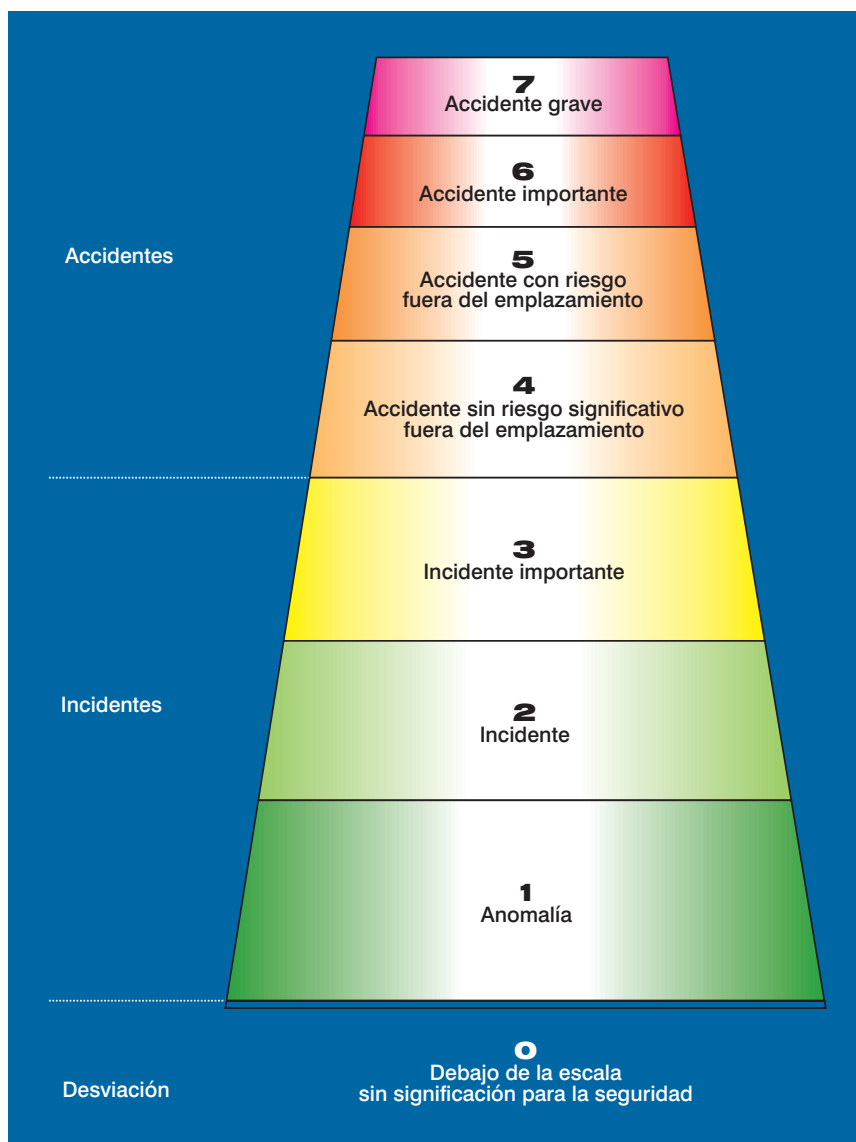 7
Accidente grave
6
Accidente importante
Accidentes
5
Accidente con riesgo
fuera del emplazamiento
4
Accidente sin riesgo significativo
fuera del emplazamiento
3
Incidente importante
Incidentes
2
Incidente
1
Anomalía
0
Debajo de la escala
sin significación para la seguridad
Desviación